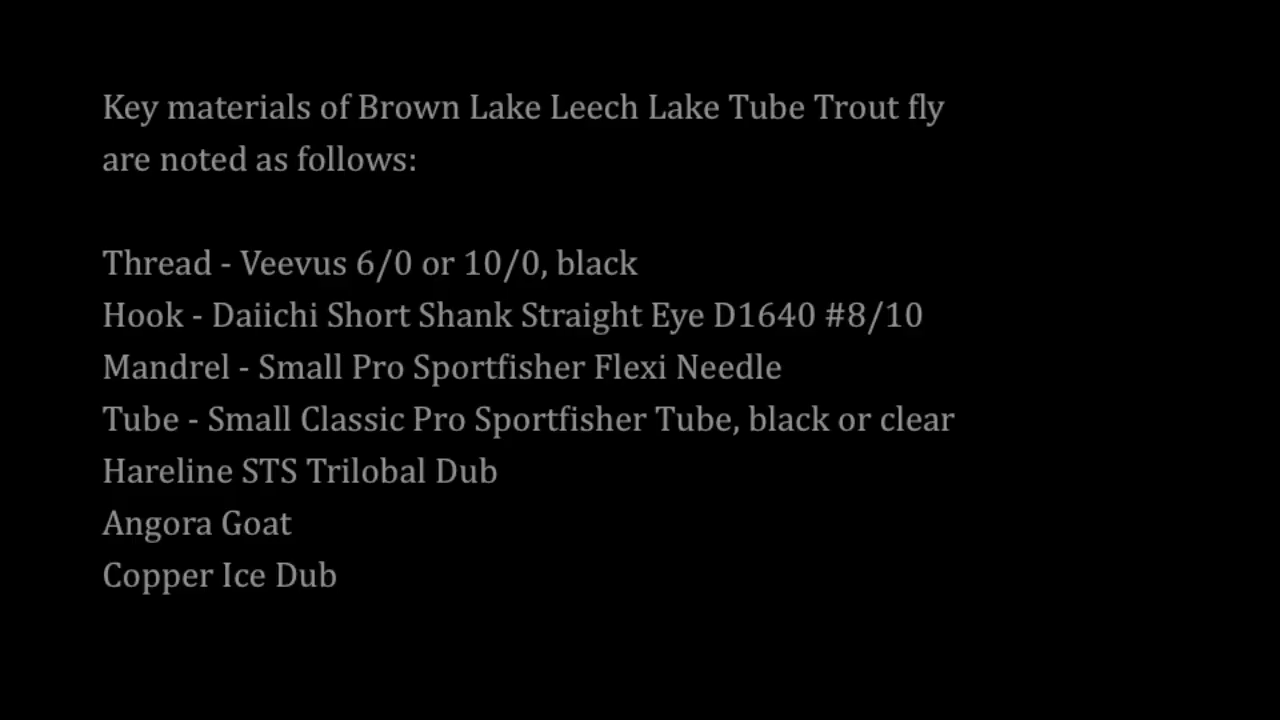 Key materials of Brown Lake Leech Lake Tube Trout fly
are noted as follows:
Thread - Veevus 6/0 or 10/0, black
Hook - Daiichi Short Shank Straight Eye D1640 #8/10
Mandrel - Small Pro Sportfisher Flexi Needle
Tube - Small Classic Pro Sportfisher Tube, black or clear
Hareline STS Trilobal Dub
Angora Goat
Copper Ice Dub